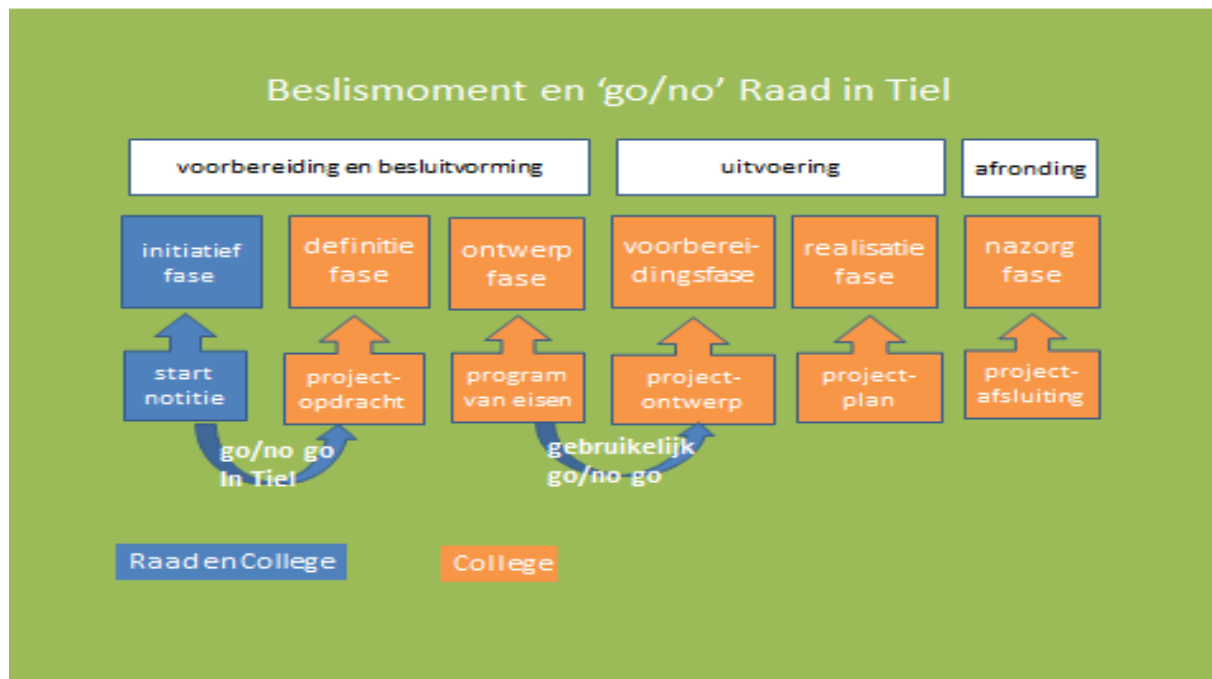 Beslismoment en 'go/no' Raad in Tiel
voorbereiding en besluitvorming
uitvoering
afronding
initiatief
fase
definitie
fase
ontwerp
fase
voorberei-
dingsfase
realisatie
fase
nazorg
fase
start
notitie
project-
opdracht
program
van eisen
project-
ontwerp
project-
plan
project-
afsluiting
go/no go
In Tiel
gebruikelijk
go/no go
Raad en College
College